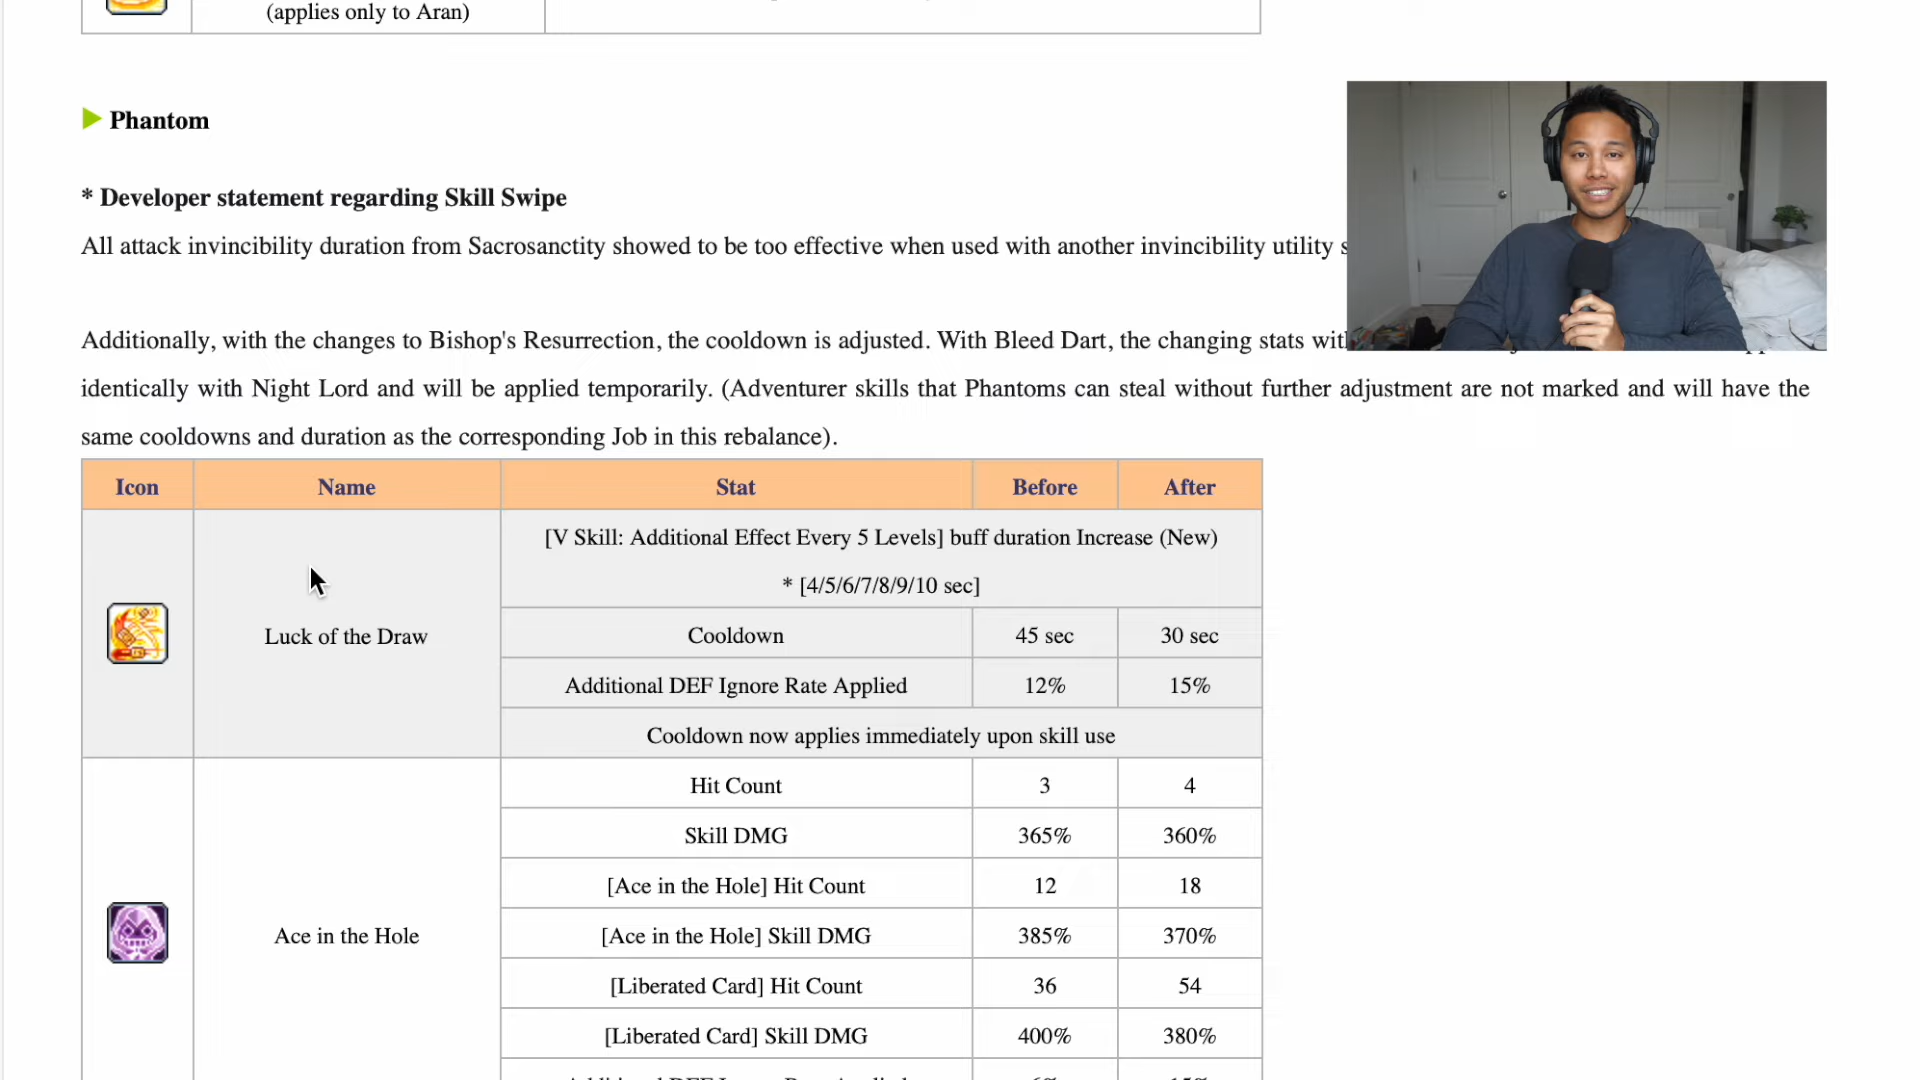 (applies only to Aran)
Phantom
* Developer statement regarding Skill Swipe
All attack invincibility duration from Sacrosanctity showed to be too effective when used with another invincibility utility
Additionally, with the changes to Bishop's Resurrection, the cooldown is adjusted. With Bleed Dart, the changing stats
identically with Night Lord and will be applied temporarily. (Adventurer skills that Phantoms can steal without further adjustment are not marked and will have the
same cooldowns and duration as the corresponding Job in this rebalance).
Icon Name Stat Before After
[V Skill: Additional Effect Every 5 Levels] buff duration Increase (New)
* [4/5/6/7/8/9/10 sec]
Luck of the Draw Cooldown 45 sec 30 sec
Additional DEF Ignore Rate Applied 12% 15%
Cooldown now applies immediately upon skill use
Hit Count 3 4
Skill DMG 365% 360%
[Ace in the Hole] Hit Count 12 18
Ace in the Hole [Ace in the Hole] Skill DMG 385% 370%
[Liberated Card] Hit Count 36 54
[Liberated Card] Skill DMG 400% 380%